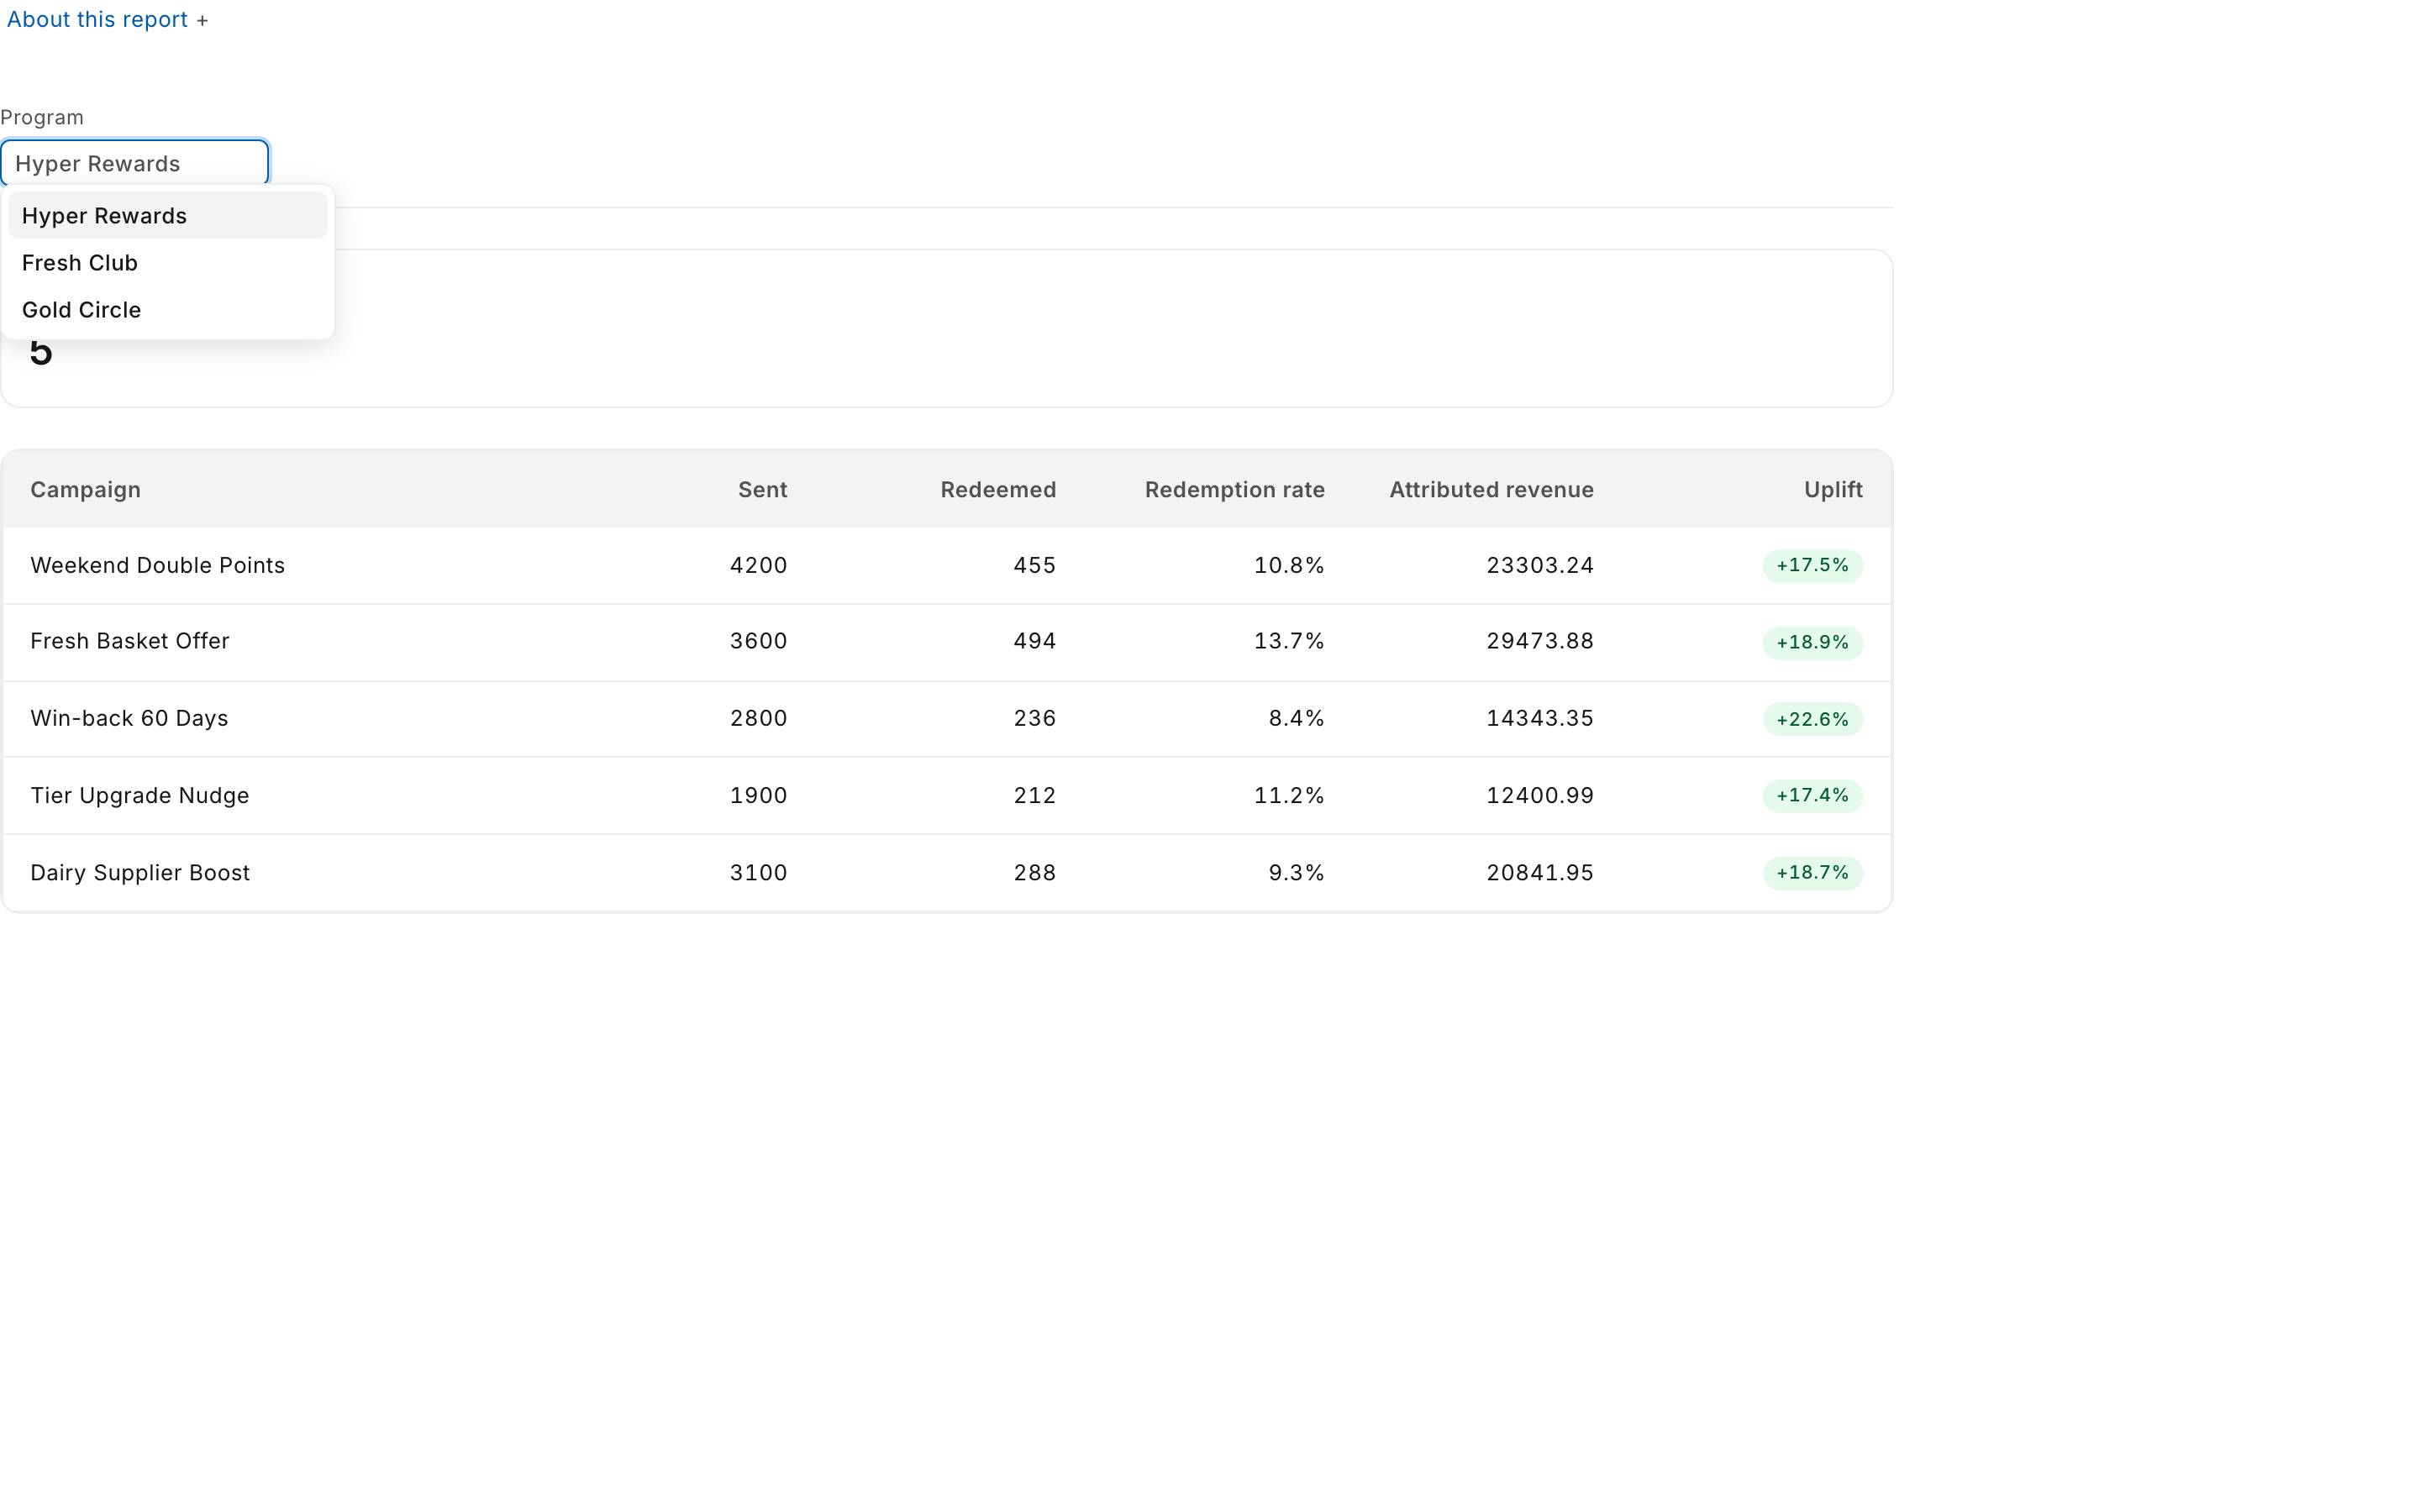 About this report +
Program
Hyper Rewards
Hyper Rewards
Fresh Club
Gold Circle
5
Campaign Sent Redeemed Redemption rate Attributed revenue Uplift
Weekend Double Points 4200 455 10.8% 23303.24 +17.5%
Fresh Basket Offer 3600 494 13.7% 29473.88 +18.9%
Win-back 60 Days 2800 236 8.4% 14343.35 +22.6%
Tier Upgrade Nudge 1900 212 11.2% 12400.99 +17.4%
Dairy Supplier Boost 3100 288 9.3% 20841.95 +18.7%